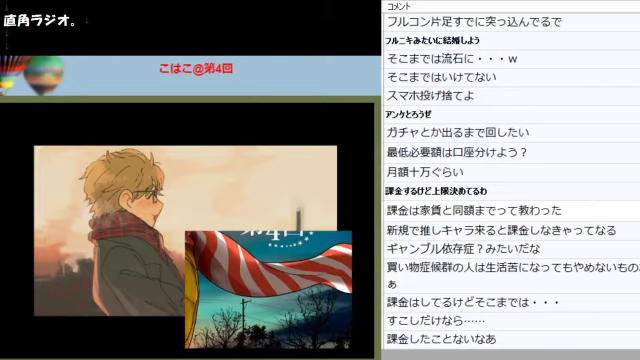 直角ラジオ。
こはこ@第4回
第4回
コメント
フルコン片足すでに突っ込んでるで
フルニキみたいに結婚しよう
そこまでは流石に・・・ｗ
そこまではいけてない
スマホ投げ捨てよ
アンケとろうぜ
ガチャとか出るまで回したい
最低必要額は口座分けよう？
月額十万ぐらい
課金するけど上限決めてるわ
課金は家賃と同額までって教わった
新規で推しキャラ来ると課金しなきゃってなる
ギャンブル依存症？みたいだな
買い物症候群の人は生活苦になってもやめないもの
ぁ
課金はしてるけどそこまでは・・・
すこしだけなら……
課金したことないなあ